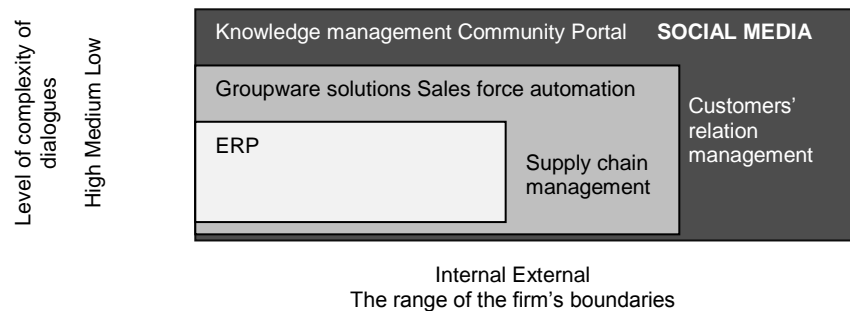 Level of complexity of
dialogues
High Medium Low
Knowledge management Community Portal SOCIAL MEDIA
Groupware solutions Sales force automation
Customers’
relation
management
ERP
Supply chain
management
Internal External
The range of the firm’s boundaries